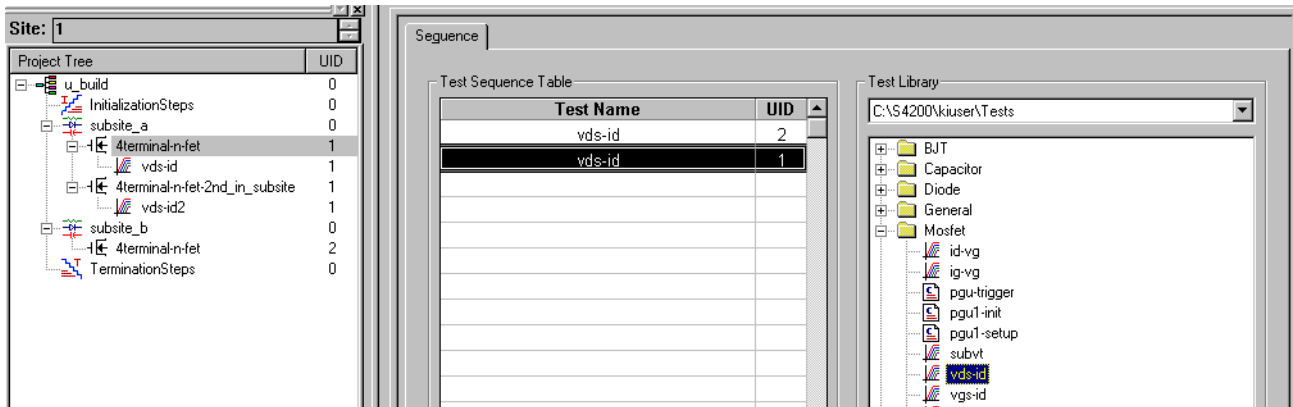 Site: 1
Project Tree UID
u_build 0
InitializationSteps 0
subsite_a 0
4terminal-n-fet 1
vds-id 1
4terminal-n-fet-2nd_in_subsite 1
vds-id2 1
subsite_b 0
4terminal-n-fet 2
TerminationSteps 0
Sequence
Test Sequence Table
Test Name UID
vds-id 2
vds-id 1
Test Library
C:\S4200\kiuser\Tests
BJT
Capacitor
Diode
General
Mosfet
id-vg
ig-vg
pgu-trigger
pgu1-init
pgu1-setup
subvt
vds-id
vgs-id